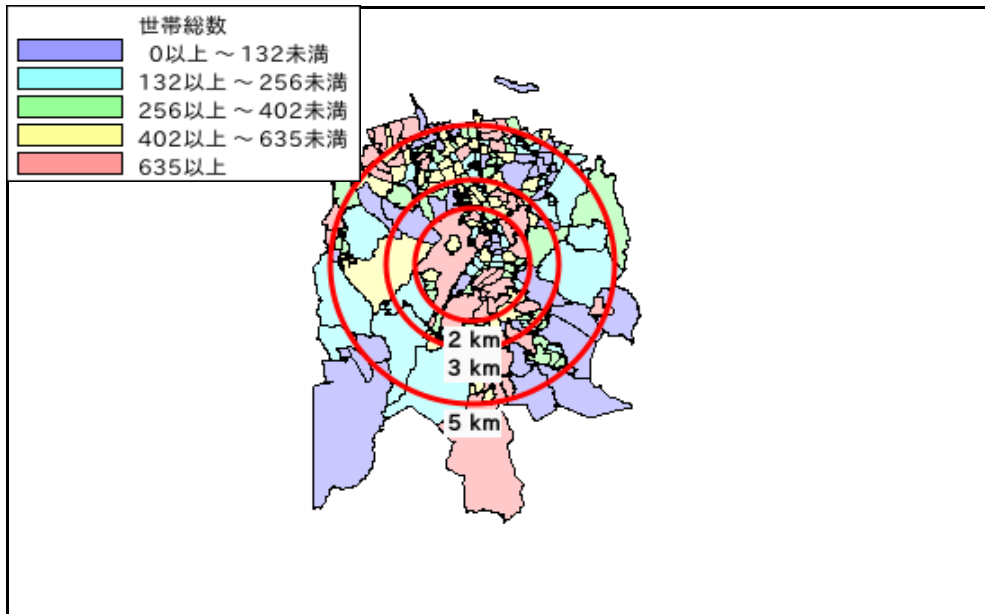 世帯総数
0以上 ～ 132未満
132以上 ～ 256未満
256以上 ～ 402未満
402以上 ～ 635未満
635以上
2 km
3 km
5 km